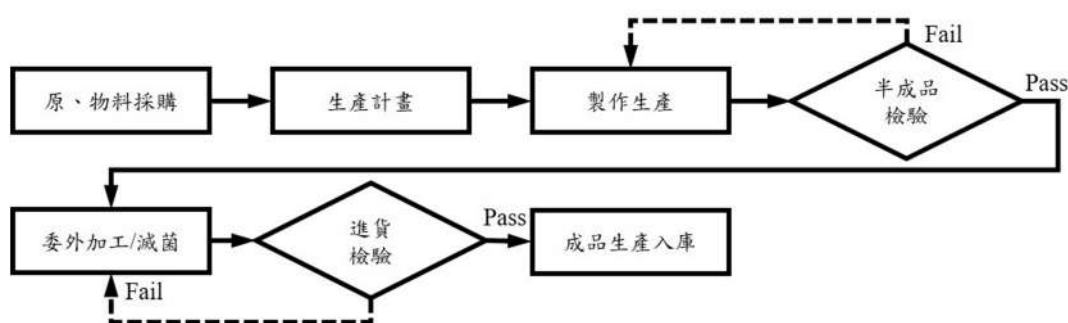 Fail
原、物料採購
生產計畫
製作生產
半成品
檢驗
Pass
委外加工/滅菌
進貨
檢驗
Pass
成品生產入庫
Fail